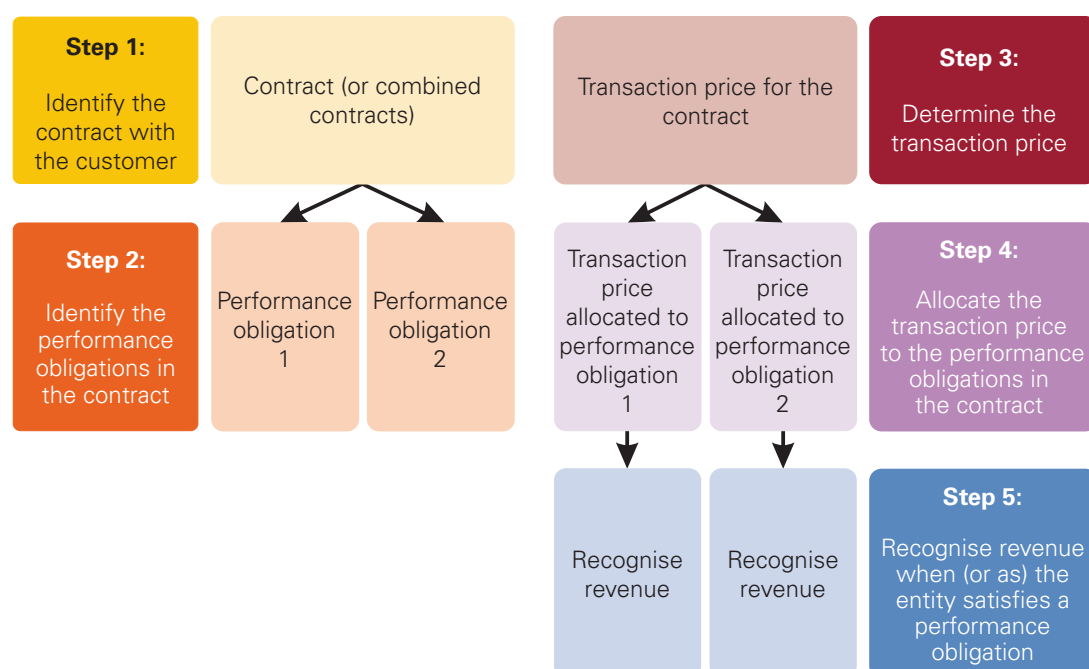 Step 1:
Identify the
contract with
the customer
Contract (or combined
contracts)
Transaction price for the
contract
Step 3:
Determine the
transaction price
Step 2:
Identify the
performance
obligations in
the contract
Performance
obligation
1
Performance
obligation
2
Transaction
price
allocated to
performance
obligation
1
Transaction
price
allocated to
performance
obligation
2
Step 4:
Allocate the
transaction price
to the performance
obligations in
the contract
Recognise
revenue
Recognise
revenue
Step 5:
Recognise revenue
when (or as) the
entity satisfies a
performance
obligation